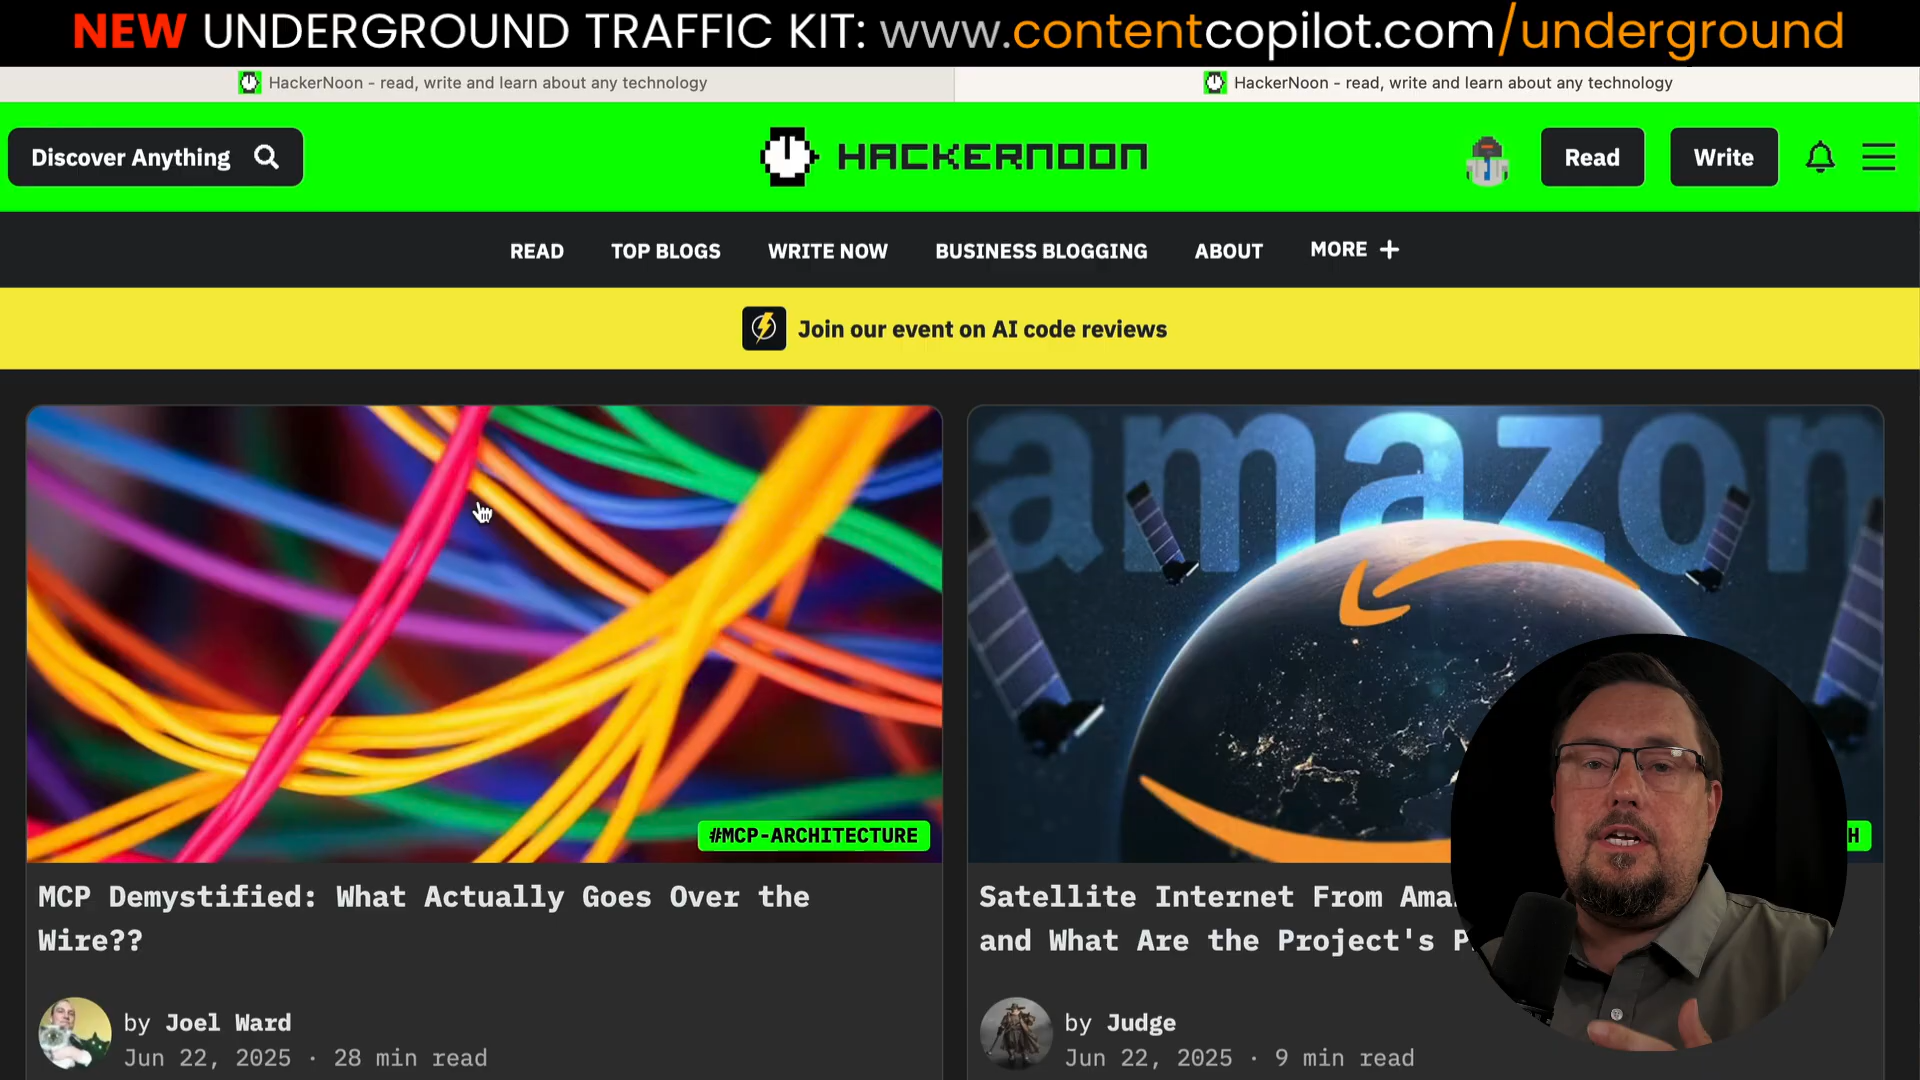 NEW UNDERGROUND TRAFFIC KIT: www.contentcopilot.com/underground
HackerNoon - read, write and learn about any technology
HackerNoon - read, write and learn about any technology
Discover Anything
HACKERNOON
Read
Write
READ
TOP BLOGS
WRITE NOW
BUSINESS BLOGGING
ABOUT
MORE +
Join our event on AI code reviews
amazon
#MCP-ARCHITECTURE
H
MCP Demystified: What Actually Goes Over the
Wire??
by Joel Ward
Jun 22, 2025 · 28 min read
Satellite Internet From
and What Are the Project's
by Judge
Jun 22, 2025 · 9 min read